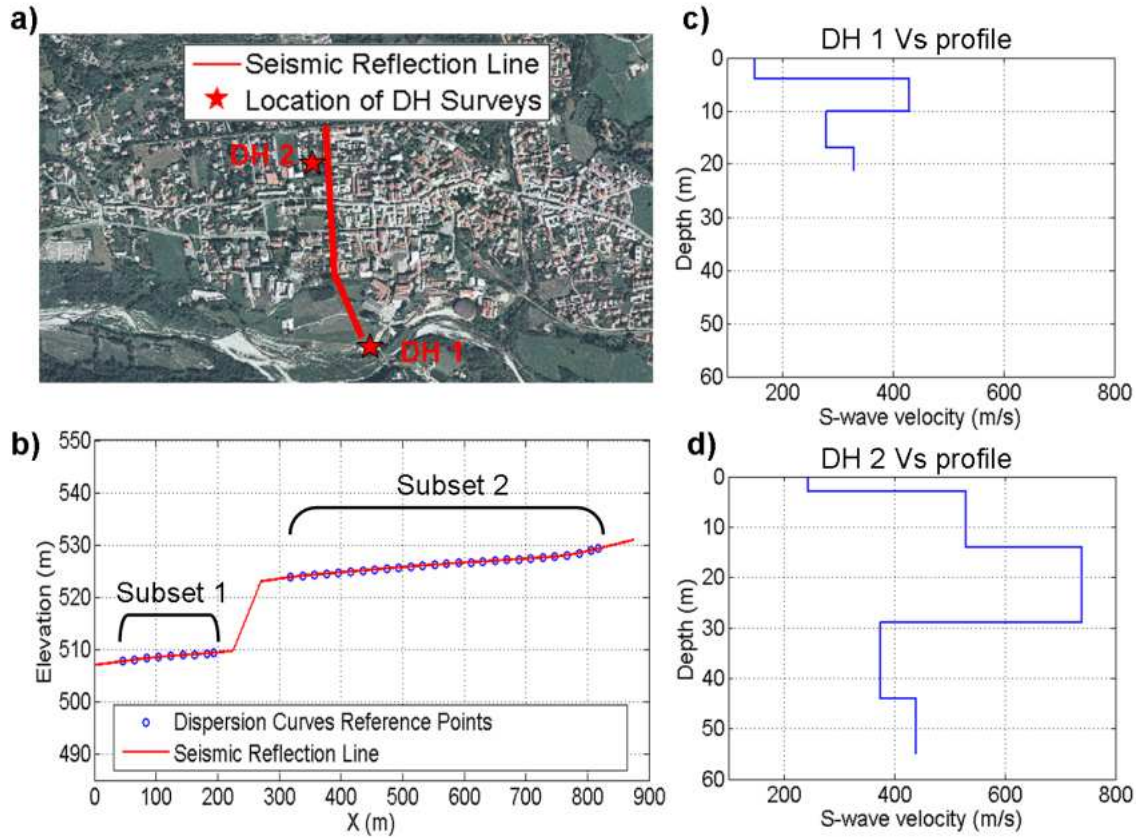 a)
Seismic Reflection Line
Location of DH Surveys
DH 2
DH 1
b)
550
540
530
520
510
500
490
Elevation (m)
Subset 1
Subset 2
Dispersion Curves Reference Points
Seismic Reflection Line
0 100 200 300 400 500 600 700 800 900
X (m)
c)
DH 1 Vs profile
0
10
20
30
40
50
60
Depth (m)
200 400 600 800
S-wave velocity (m/s)
d)
DH 2 Vs profile
0
10
20
30
40
50
60
Depth (m)
200 400 600 800
S-wave velocity (m/s)